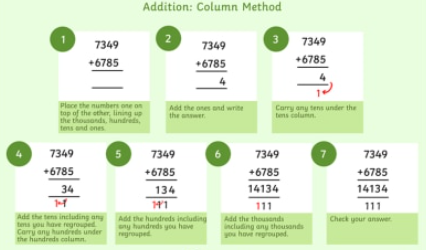 Addition: Column Method
1
7349
+6785
Place the numbers one on
top of the other, lining up
the thousands, hundreds,
tens and ones.
2
7349
+6785
4
Add the ones and write
the answer.
3
7349
+6785
4
1
Carry any tens under the
tens column.
4
7349
+6785
34
1 1
Add the tens including any
tens you have regrouped.
Carry any hundreds under
the hundreds column.
5
7349
+6785
134
111
Add the hundreds including
any hundreds you have
regrouped.
6
7349
+6785
14134
111
Add the thousands
including any thousands
you have regrouped.
7
7349
+6785
14134
111
Check your answer.